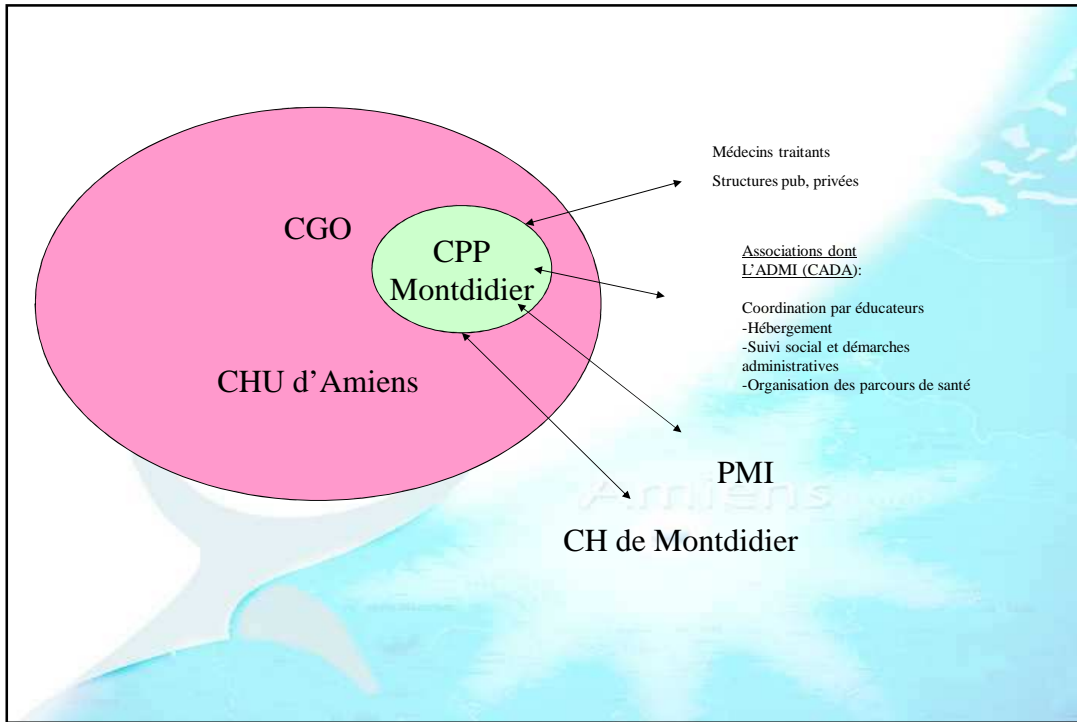 CGO
CPP
Montdidier
CHU d’Amiens
Médecins traitants
Structures pub, privées
Associations dont
L’ADMI (CADA):
Coordination par éducateurs
-Hébergement
-Suivi social et démarches
administratives
-Organisation des parcours de santé
PMI
Amiens
CH de Montdidier